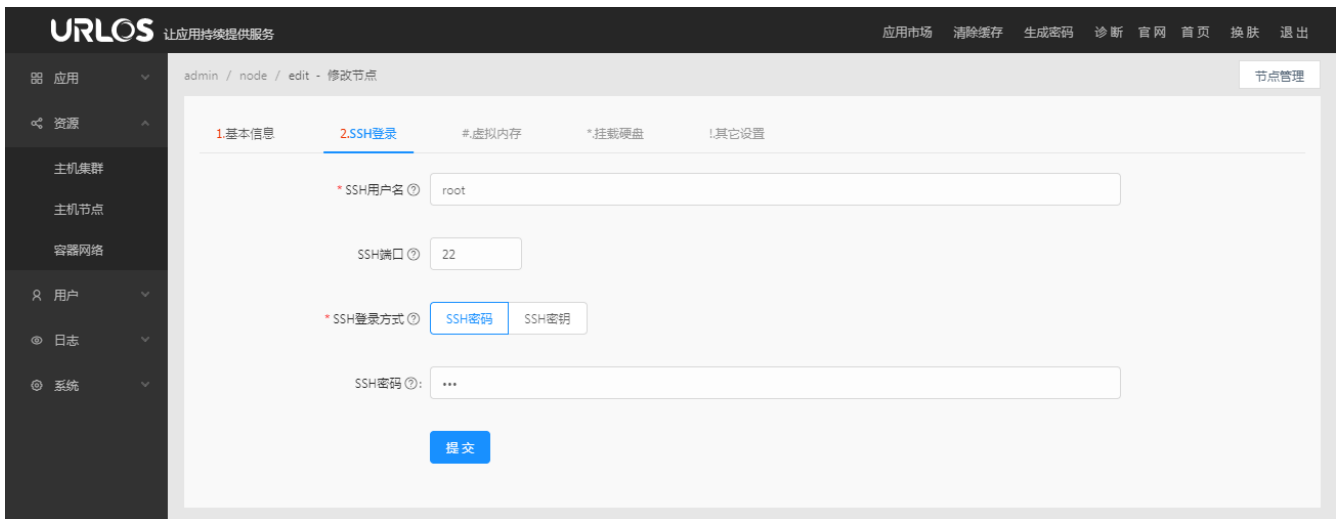 URLOS 让应用持续提供服务 应用市场 清除缓存 生成密码 诊断 官网 首页 换肤 退出
应用 admin / node / edit - 修改节点 节点管理
资源 1.基本信息 2.SSH登录 #.虚拟内存 *.挂载硬盘 !.其它设置
主机集群
* SSH用户名 root
主机节点
容器网络 SSH端口 22
用户
* SSH登录方式 SSH密码 SSH密钥
日志
系统 SSH密码 : •••
提交